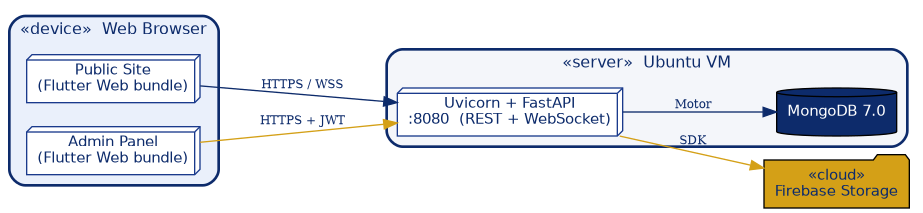 «device»  Web Browser
Public Site
(Flutter Web bundle)
Admin Panel
(Flutter Web bundle)
HTTPS / WSS
HTTPS + JWT
«server»  Ubuntu VM
Uvicorn + FastAPI
:8080  (REST + WebSocket)
Motor
MongoDB 7.0
SDK
«cloud»
Firebase Storage